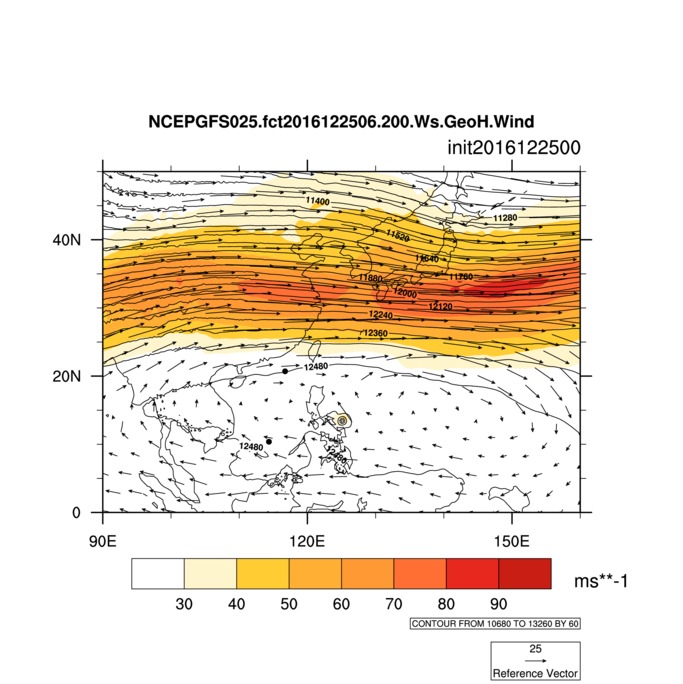 NCEPGFS025.fct2016122506.200.Ws.GeoH.Wind
init2016122500
11400
11280
40N
11520
11640
11880
11760
12000
12120
12240
12360
20N
12480
12480
12480
0
90E 120E 150E
ms**-1
30 40 50 60 70 80 90
CONTOUR FROM 10680 TO 13260 BY 60
25
Reference Vector